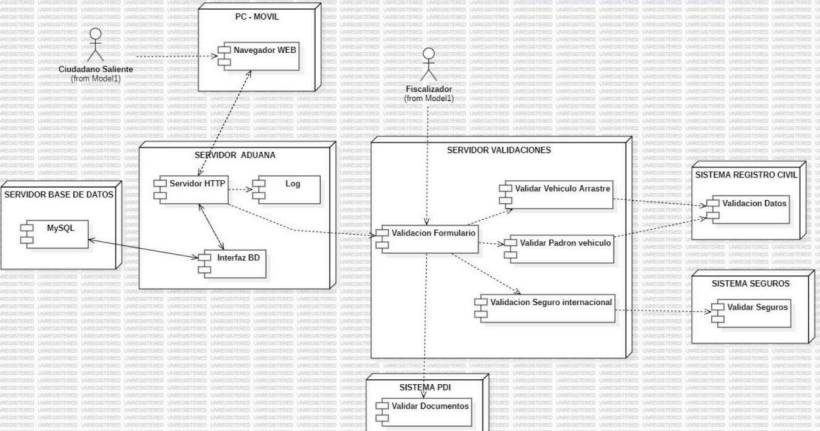 PC - MOVIL
Navegador WEB
Ciudadano Saliente
(from Model1)
Fiscalizador
(from Model1)
SERVIDOR ADUANA
Servidor HTTP
Log
Interfaz BD
SERVIDOR BASE DE DATOS
MySQL
SERVIDOR VALIDACIONES
Validar Vehiculo Arrastre
Validacion Formulario
Validar Padron vehiculo
Validacion Seguro internacional
SISTEMA REGISTRO CIVIL
Validacion Datos
SISTEMA SEGUROS
Validar Seguros
SISTEMA PDI
Validar Documentos